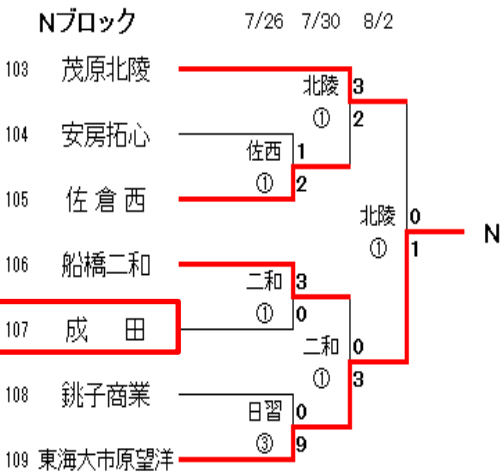 Nブロック 7/26 7/30 8/2
103 茂原北陵
北陵 3
① 2
104 安房拓心
佐西 1
① 2
105 佐倉西
北陵 0
① 1
N
106 船橋二和
二和 3
① 0
107 成田
二和 0
① 3
108 銚子商業
日習 0
③ 9
109 東海大市原望洋